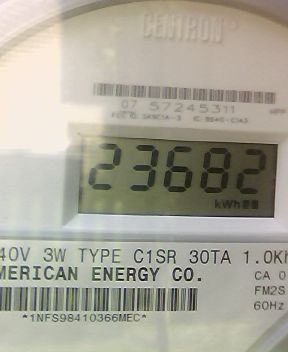 CENTRON
07 57245311
23682
kWh
40V 3W TYPE C1SR 30TA 1.0Kh
MERICAN ENERGY CO.
CA 0
FM2S
60Hz
*1NFS98410366MEC*